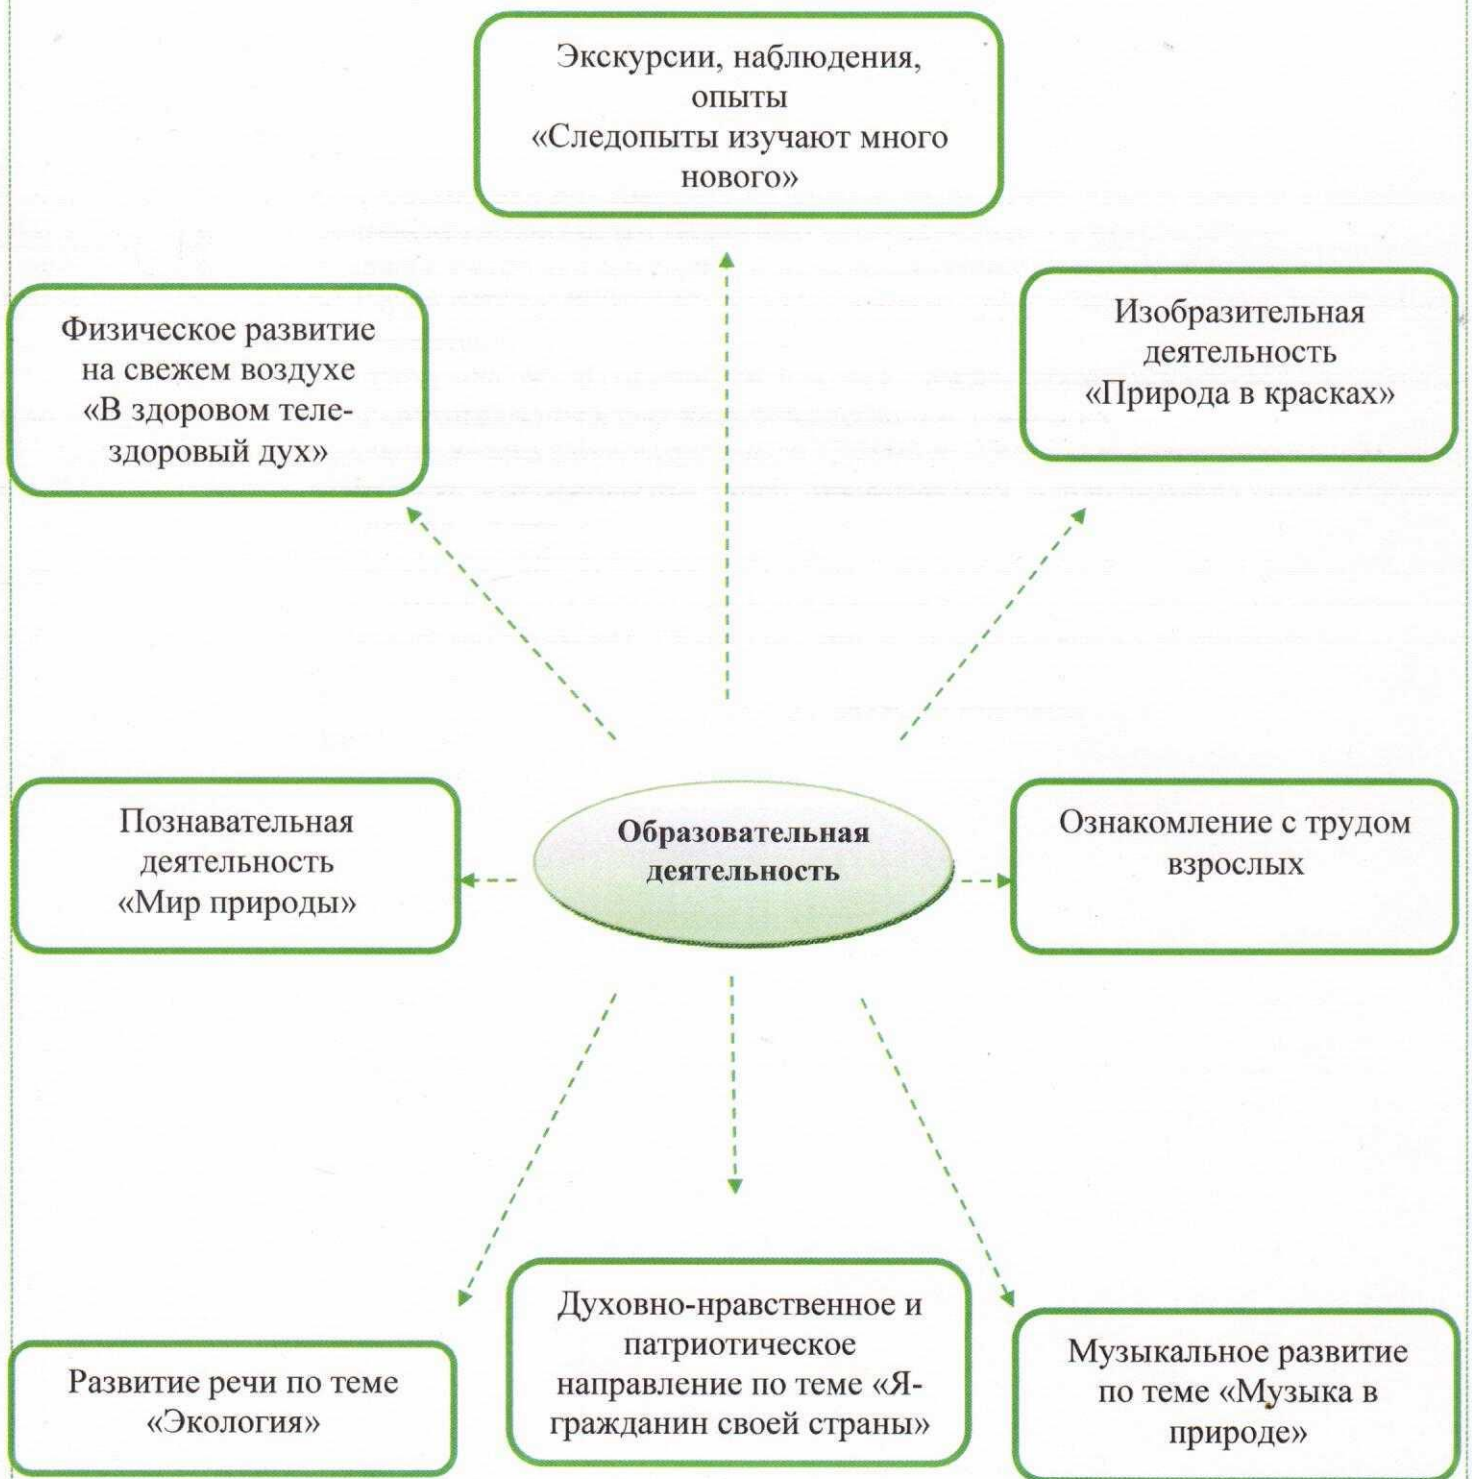 Экскурсии, наблюдения,
опыты
«Следопыты изучают много
нового»
Физическое развитие
на свежем воздухе
«В здоровом теле-
здоровый дух»
Изобразительная
деятельность
«Природа в красках»
Познавательная
деятельность
«Мир природы»
Образовательная
деятельность
Ознакомление с трудом
взрослых
Развитие речи по теме
«Экология»
Духовно-нравственное и
патриотическое
направление по теме «Я-
гражданин своей страны»
Музыкальное развитие
по теме «Музыка в
природе»